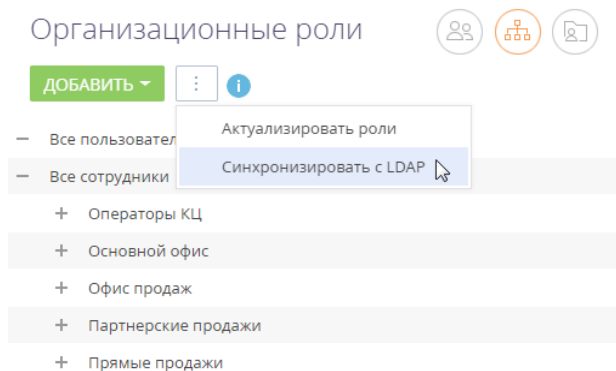 Организационные роли
ДОБАВИТЬ
Актуализировать роли
Все пользовател
Синхронизировать с LDAP
Все сотрудники
Операторы КЦ
Основной офис
Офис продаж
Партнерские продажи
Прямые продажи